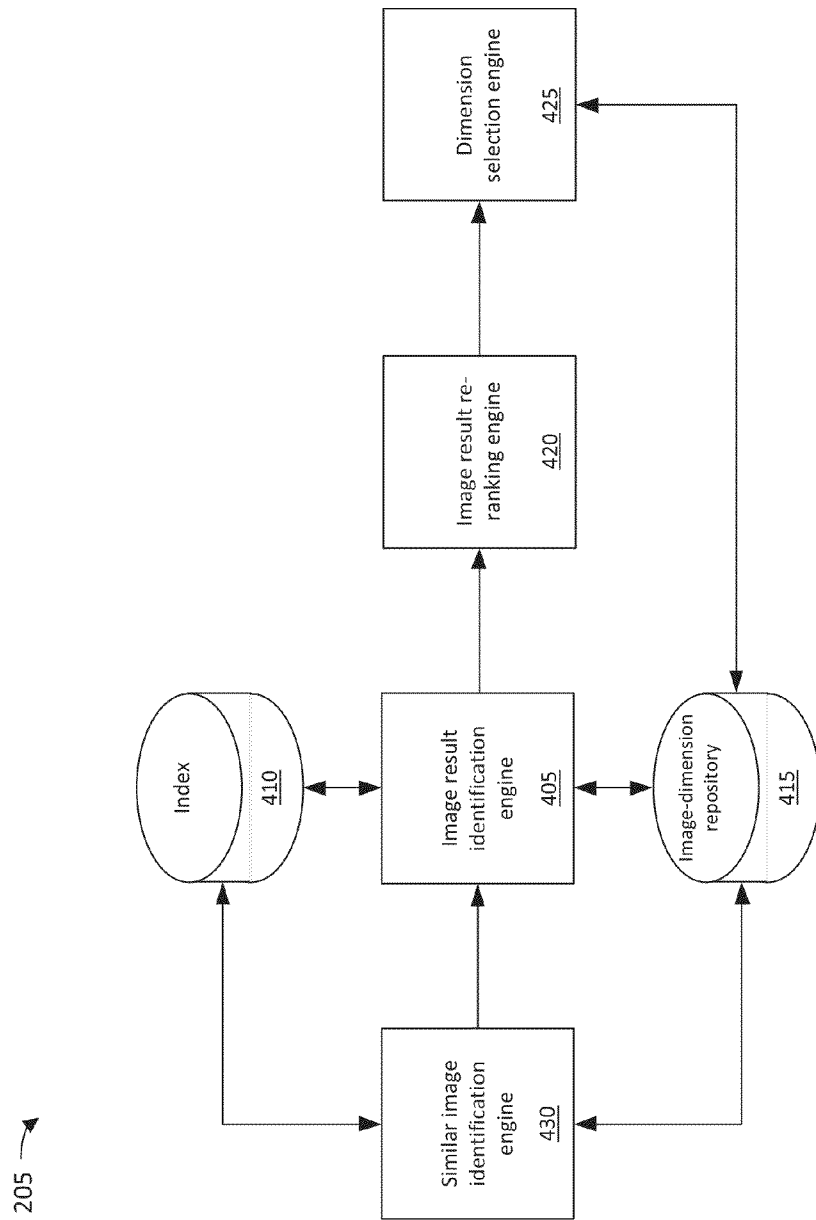 205
Index
410
Similar image
identification
engine
430
Image result
identification
engine
405
Image result re-
ranking engine
420
Dimension
selection engine
425
Image-dimension
repository
415